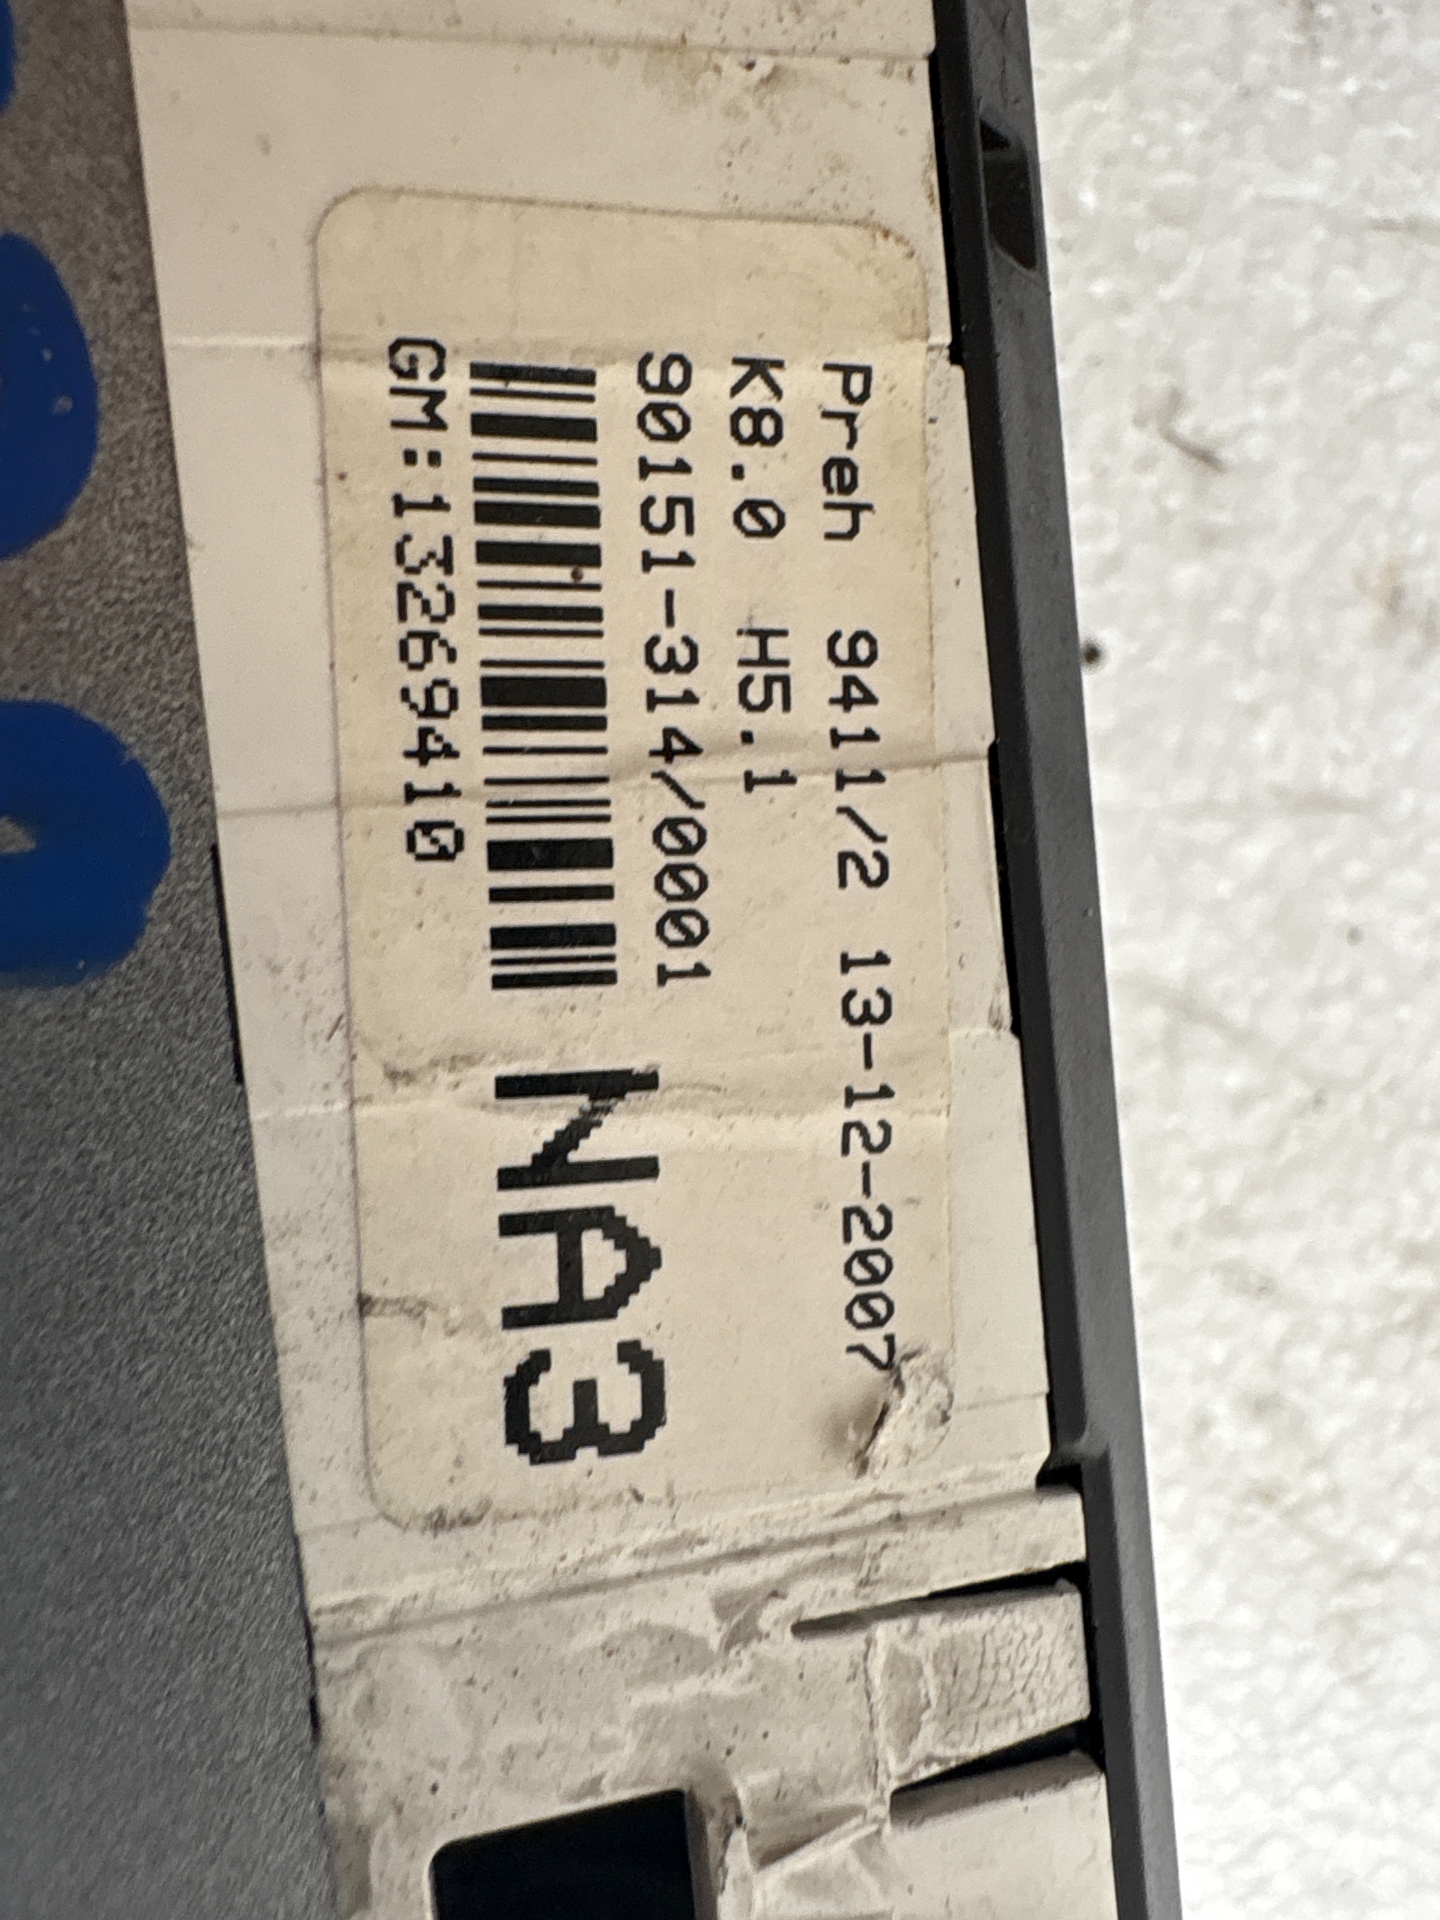 Preh 9411/2 13-12-2007
K8.0 H5.1
90151-314/0001
NA3
GM:13269410